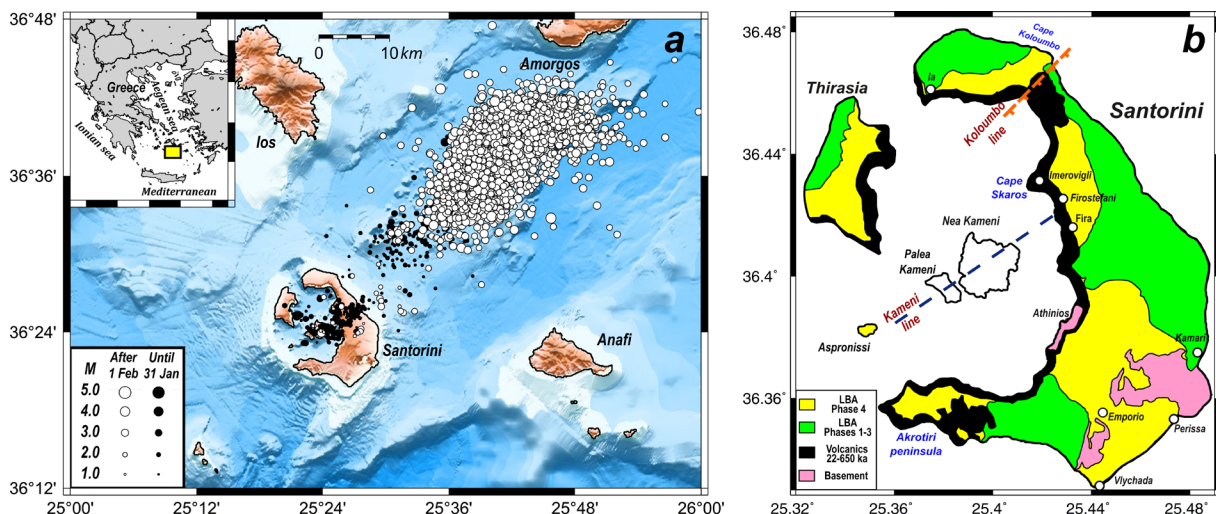 36°48'
36°36'
36°24'
36°12'
25°00'
25°12'
25°24'
25°36'
25°48'
26°00'
a
0
10 km
Greece
Aegean sea
Ionian sea
Mediterranean
Ios
Amorgos
Santorini
Anafi
M
After
1 Feb
Until
31 Jan
5.0
4.0
3.0
2.0
1.0
b
36.48
36.44
36.4
36.36
25.32
25.36
25.4
25.44
25.48
Cape
Koloumbo
Ia
Thirasia
Koloumbo
line
Santorini
Cape
Skaros
Imerovigli
Firostefani
Fira
Nea Kameni
Palea
Kameni
Kameni
line
Athinios
Aspronissi
Kamari
Emporio
Perissa
Akrotiri
peninsula
Vlychada
LBA
Phase 4
LBA
Phases 1-3
Volcanics
22-650 ka
Basement